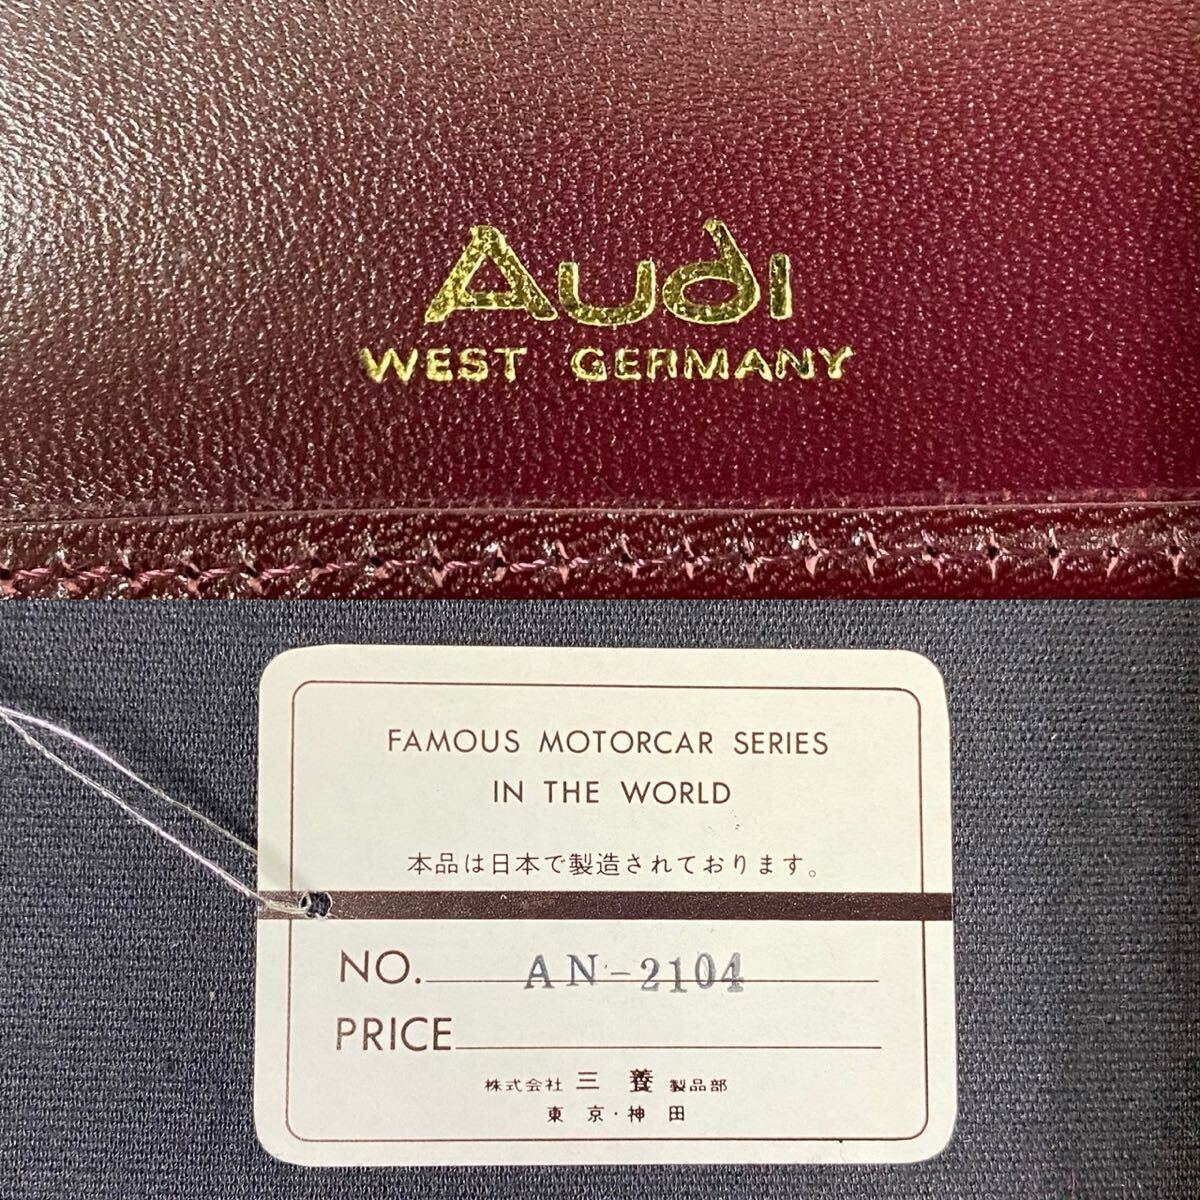 Audi
WEST GERMANY
FAMOUS MOTORCAR SERIES
IN THE WORLD
本品は日本で製造されております。
NO. AN-2104
PRICE
株式会社 三養 製品部
東京・神田